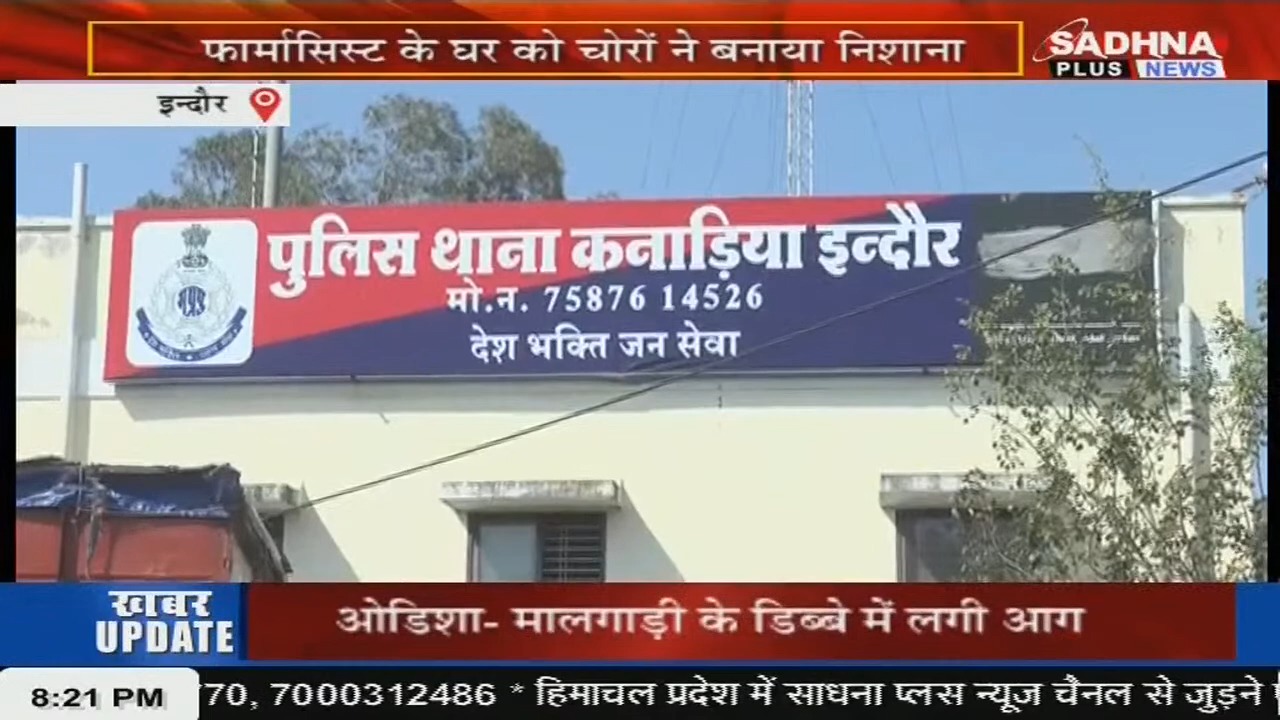 फार्मासिस्ट के घर को चोरों ने बनाया निशाना
SADHNA
PLUS NEWS
इन्दौर
पुलिस थाना कनाड़िया इन्दौर
मो.न. 75876 14526
देश भक्ति जन सेवा
खबर
UPDATE
ओडिशा- मालगाड़ी के डिब्बे में लगी आग
8:21 PM
70, 7000312486 * हिमाचल प्रदेश में साधना प्लस न्यूज चैनल से जुड़ने